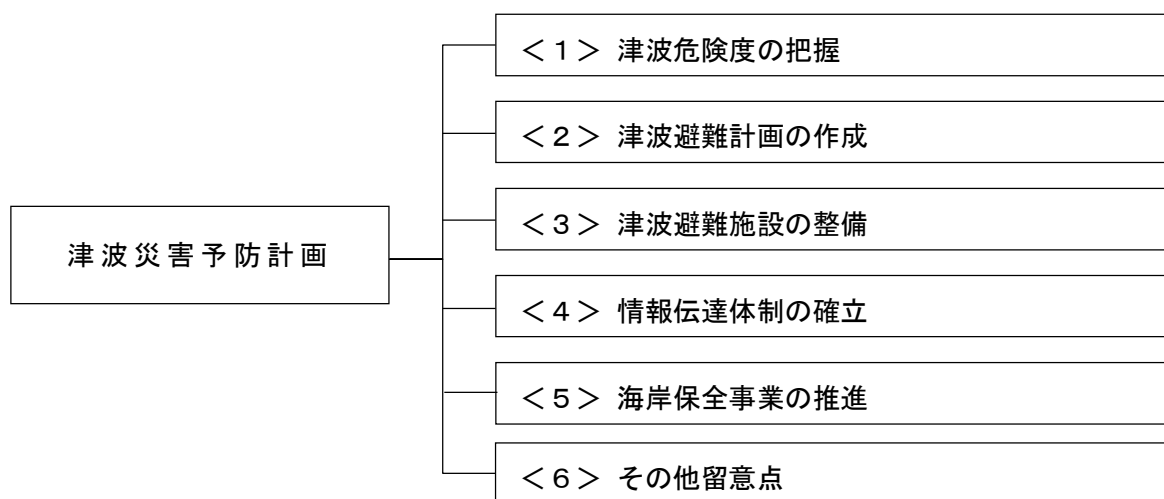 ＜１＞ 津波危険度の把握
＜２＞ 津波避難計画の作成
＜３＞ 津波避難施設の整備
津波災害予防計画
＜４＞ 情報伝達体制の確立
＜５＞ 海岸保全事業の推進
＜６＞ その他留意点